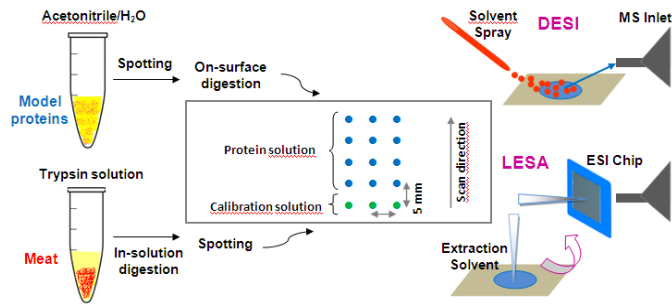 Acetonitrile/H₂O
Spotting
Model
proteins
On-surface
digestion
Trypsin solution
Meat
In-solution
digestion
Spotting
Protein solution
Calibration solution
5 mm
Scan direction
Solvent
Spray
DESI
MS Inlet
LESA
ESI Chip
Extraction
Solvent